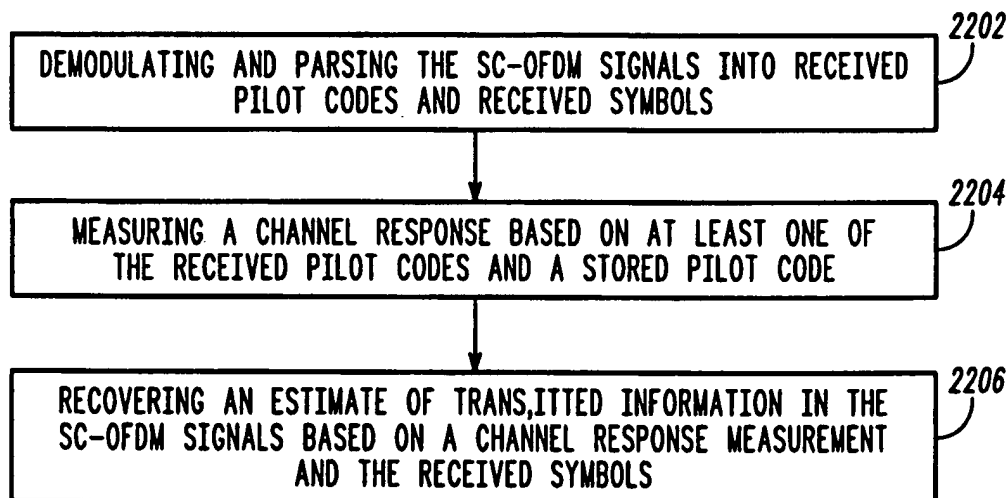 2202
DEMODULATING AND PARSING THE SC-OFDM SIGNALS INTO RECEIVED
PILOT CODES AND RECEIVED SYMBOLS
2204
MEASURING A CHANNEL RESPONSE BASED ON AT LEAST ONE OF
THE RECEIVED PILOT CODES AND A STORED PILOT CODE
2206
RECOVERING AN ESTIMATE OF TRANS,ITTED INFORMATION IN THE
SC-OFDM SIGNALS BASED ON A CHANNEL RESPONSE MEASUREMENT
AND THE RECEIVED SYMBOLS